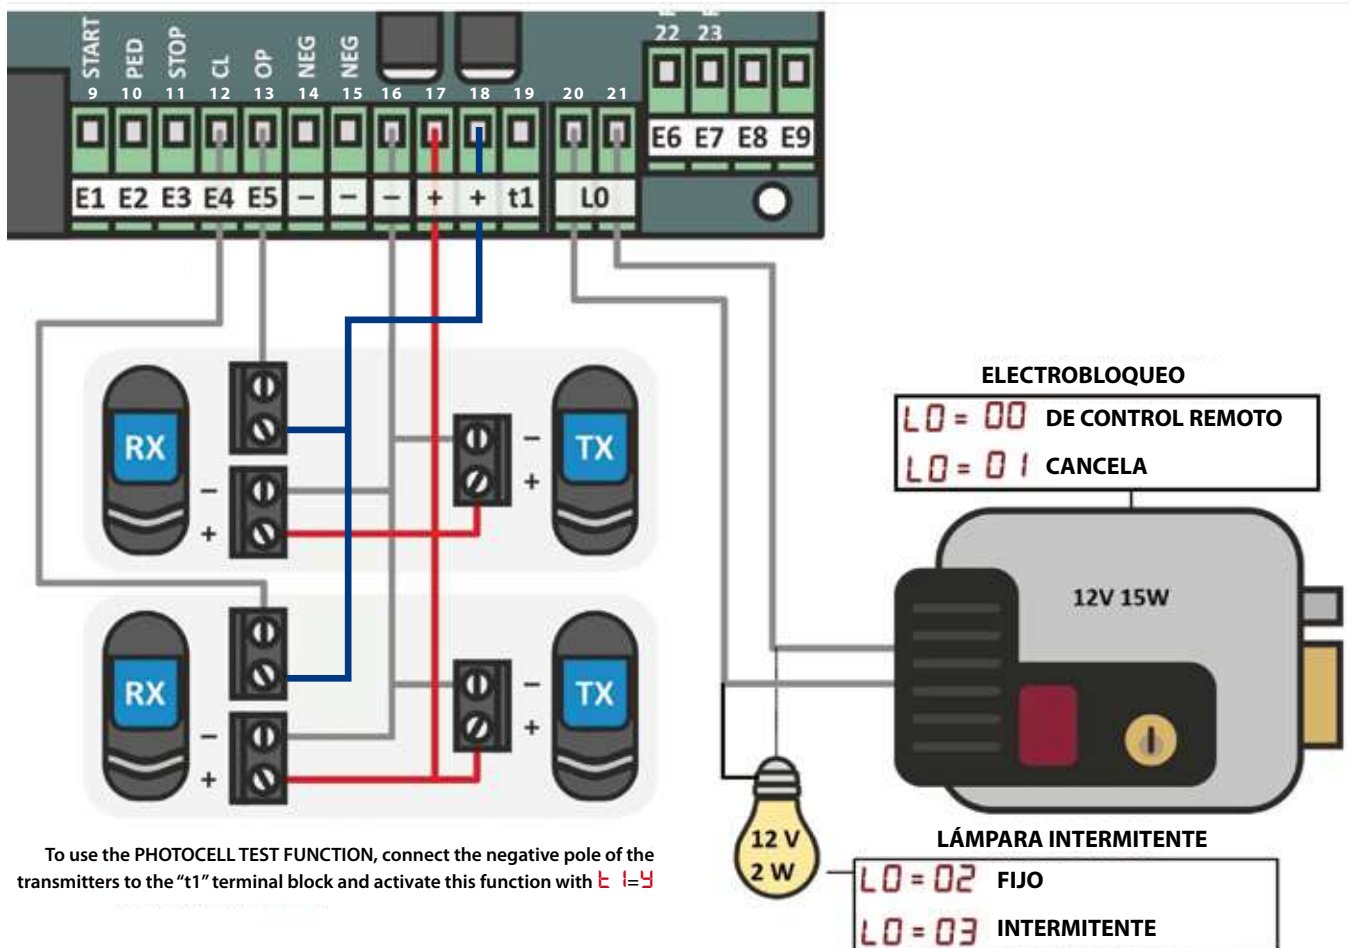 START PED STOP CL OP NEG NEG
22 23
9 10 11 12 13 14 15 16 17 18 19 20 21
E6 E7 E8 E9
E1 E2 E3 E4 E5 – – – + + t1 L0
RX
– +
– +
TX
RX
– +
– +
TX
ELECTROBLOQUEO
L0 = 00 DE CONTROL REMOTO
L0 = 01 CANCELA
12V 15W
12 V
2 W
LÁMPARA INTERMITENTE
L0 = 02 FIJO
L0 = 03 INTERMITENTE
To use the PHOTOCELL TEST FUNCTION, connect the negative pole of the
transmitters to the “t1” terminal block and activate this function with t 1=y